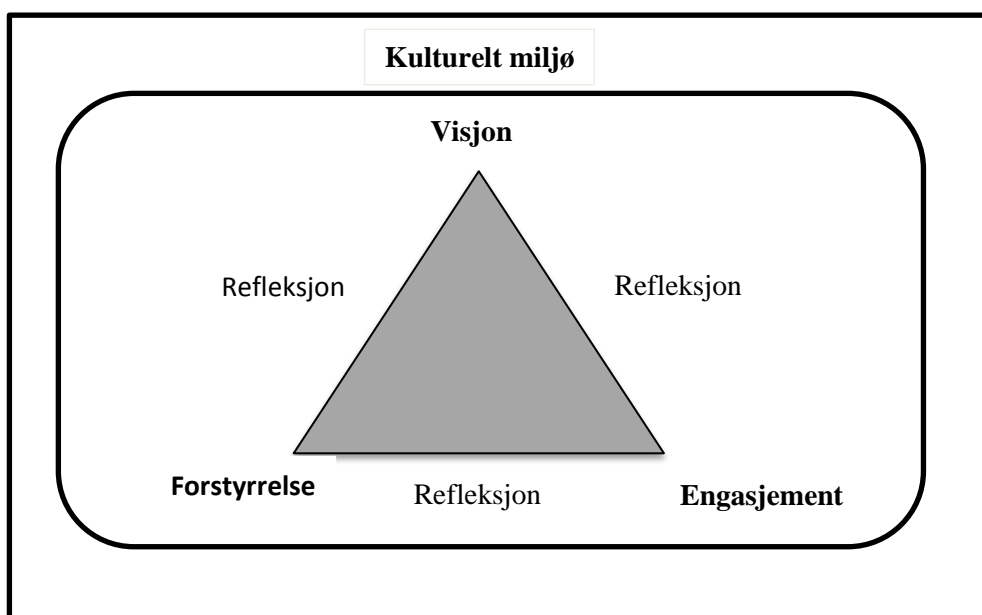 Kulturelt miljø
Visjon
Refleksjon
Refleksjon
Forstyrrelse
Refleksjon
Engasjement